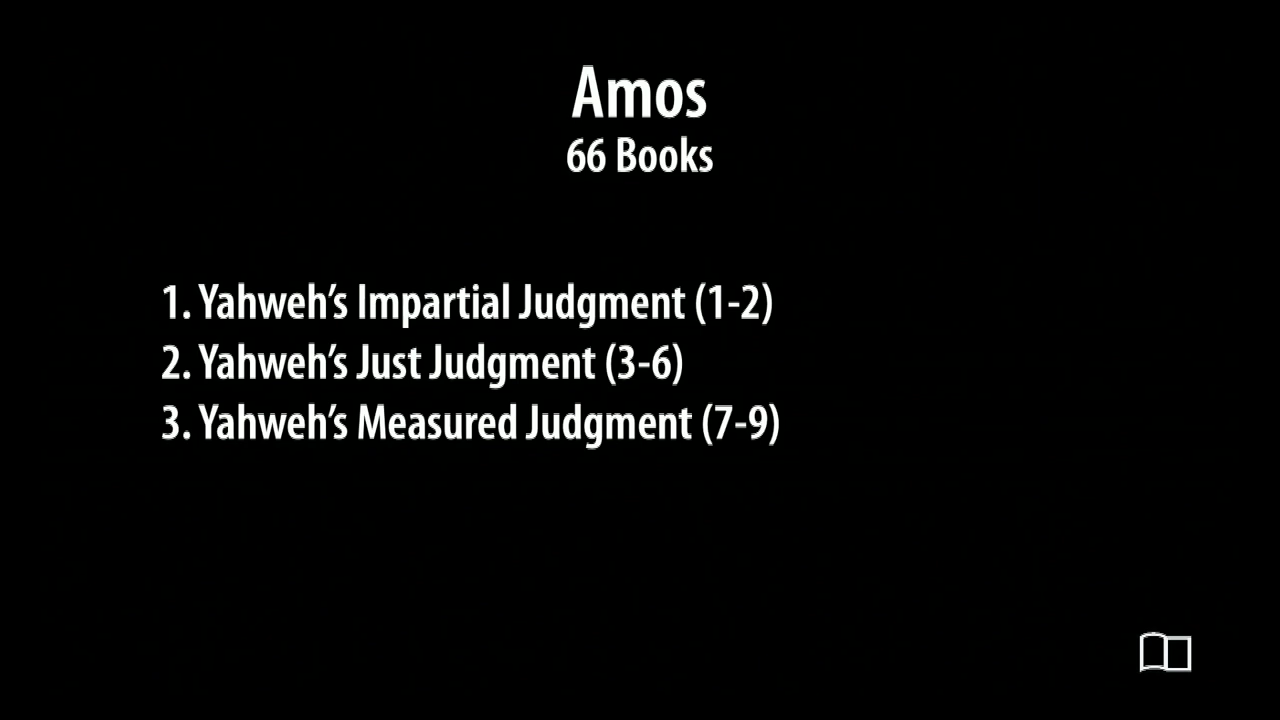 Amos
66 Books
1. Yahweh’s Impartial Judgment (1-2)
2. Yahweh’s Just Judgment (3-6)
3. Yahweh’s Measured Judgment (7-9)